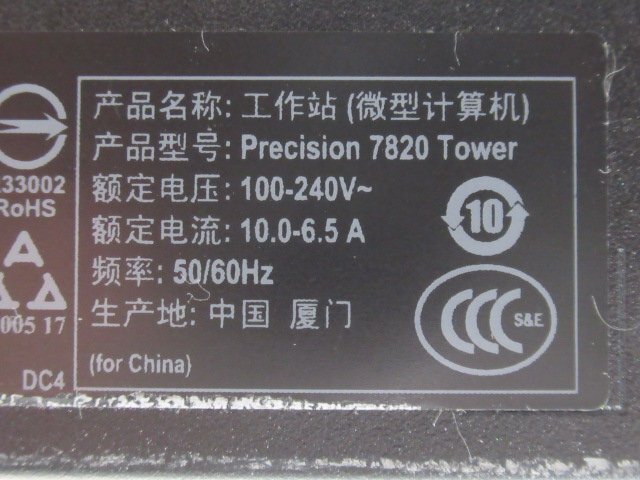 产品名称: 工作站 (微型计算机)
产品型号: Precision 7820 Tower
额定电压: 100-240V~
额定电流: 10.0-6.5 A
频率: 50/60Hz
生产地: 中国 厦门
(for China)
10
CCC S&E
33002
RoHS
005 17
DC4